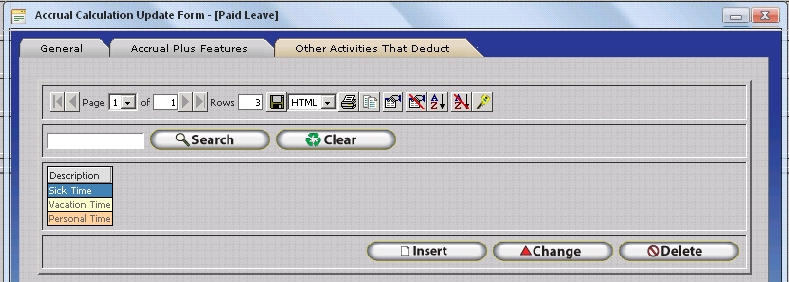 Accrual Calculation Update Form - [Paid Leave]
General Accrual Plus Features Other Activities That Deduct
Page 1 of 1 Rows 3 HTML A Z A Z
Search Clear
Description
Sick Time
Vacation Time
Personal Time
Insert Change Delete